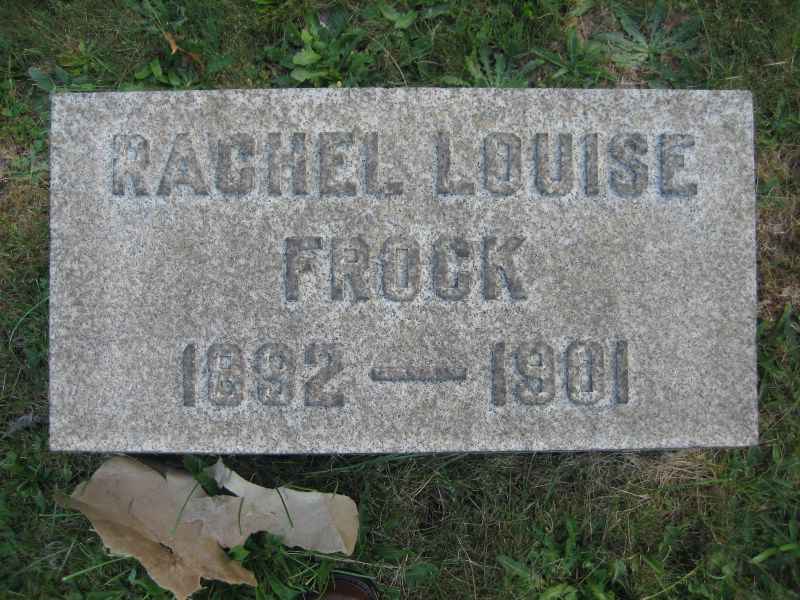 RACHEL LOUISE
FROCK
1892 — 1901